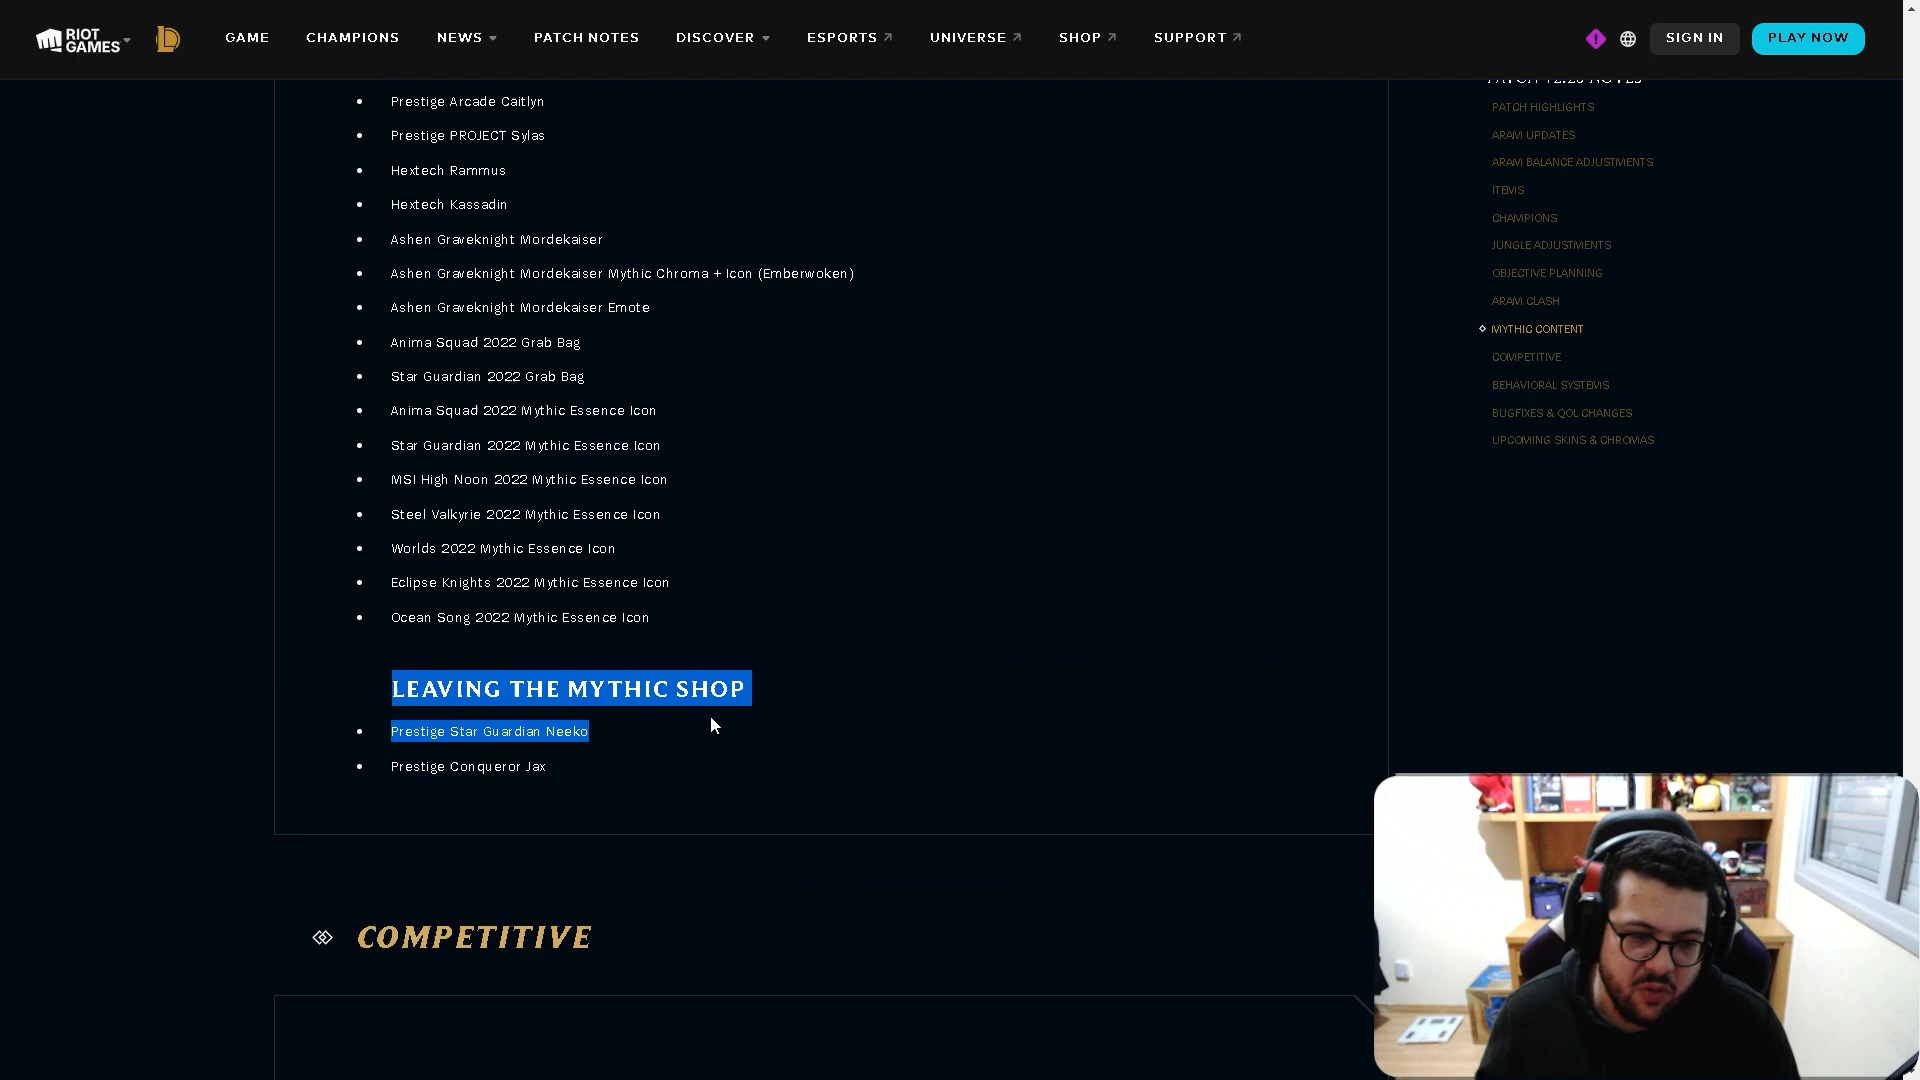 RIOT GAMES
GAME
CHAMPIONS
NEWS
PATCH NOTES
DISCOVER
ESPORTS
UNIVERSE
SHOP
SUPPORT
SIGN IN
PLAY NOW
Prestige Arcade Caitlyn
Prestige PROJECT Sylas
Hextech Rammus
Hextech Kassadin
Ashen Graveknight Mordekaiser
Ashen Graveknight Mordekaiser Mythic Chroma + Icon (Emberwoken)
Ashen Graveknight Mordekaiser Emote
Anima Squad 2022 Grab Bag
Star Guardian 2022 Grab Bag
Anima Squad 2022 Mythic Essence Icon
Star Guardian 2022 Mythic Essence Icon
MSI High Noon 2022 Mythic Essence Icon
Steel Valkyrie 2022 Mythic Essence Icon
Worlds 2022 Mythic Essence Icon
Eclipse Knights 2022 Mythic Essence Icon
Ocean Song 2022 Mythic Essence Icon
LEAVING THE MYTHIC SHOP
Prestige Star Guardian Neeko
Prestige Conqueror Jax
COMPETITIVE
PATCH 12.23 NOTES
PATCH HIGHLIGHTS
ARAM UPDATES
ARAM BALANCE ADJUSTMENTS
ITEMS
CHAMPIONS
JUNGLE ADJUSTMENTS
OBJECTIVE PLANNING
ARAM CLASH
MYTHIC CONTENT
COMPETITIVE
BEHAVIORAL SYSTEMS
BUGFIXES & QOL CHANGES
UPCOMING SKINS & CHROMAS